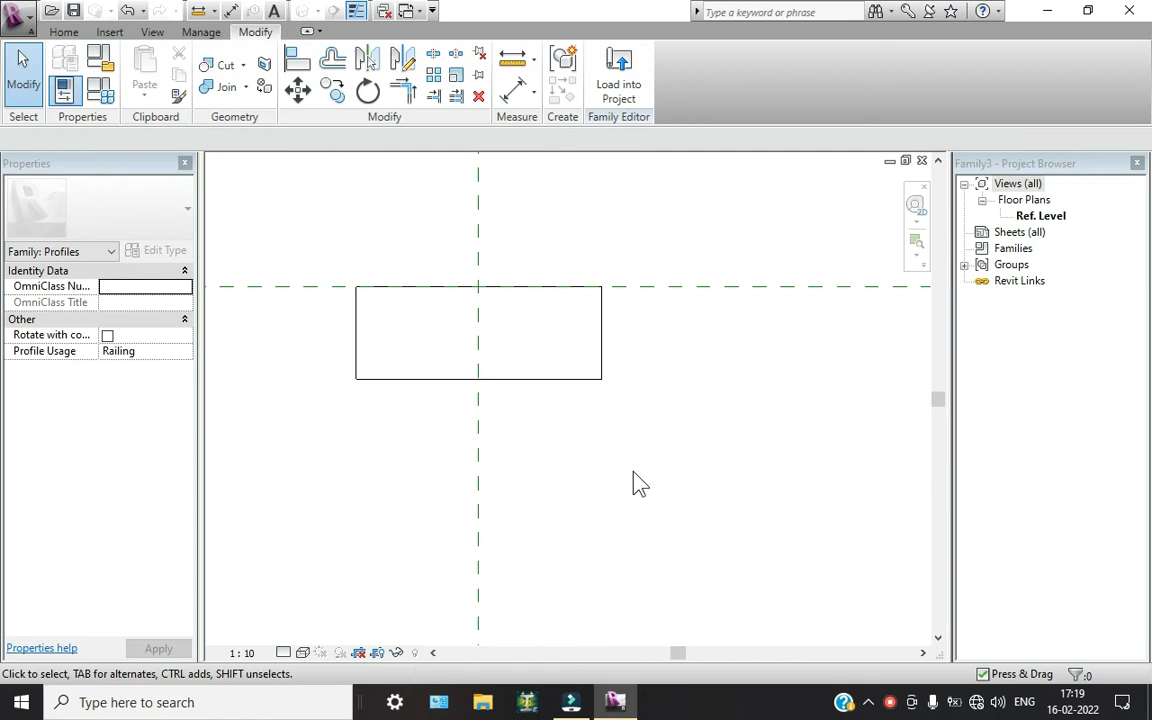 Type a keyword or phrase
Home Insert View Manage Modify
Modify
Paste
Cut
Join
Load into
Project
Select Properties Clipboard Geometry Modify Measure Create Family Editor
Properties
Family3 - Project Browser
Views (all)
Floor Plans
Ref. Level
Sheets (all)
Families
Groups
Revit Links
2D
Family: Profiles Edit Type
Identity Data
OmniClass Nu...
OmniClass Title
Other
Rotate with co...
Profile Usage Railing
Properties help Apply
1 : 10
Click to select, TAB for alternates, CTRL adds, SHIFT unselects.
Press & Drag
:0
Type here to search
ENG
17:19
16-02-2022